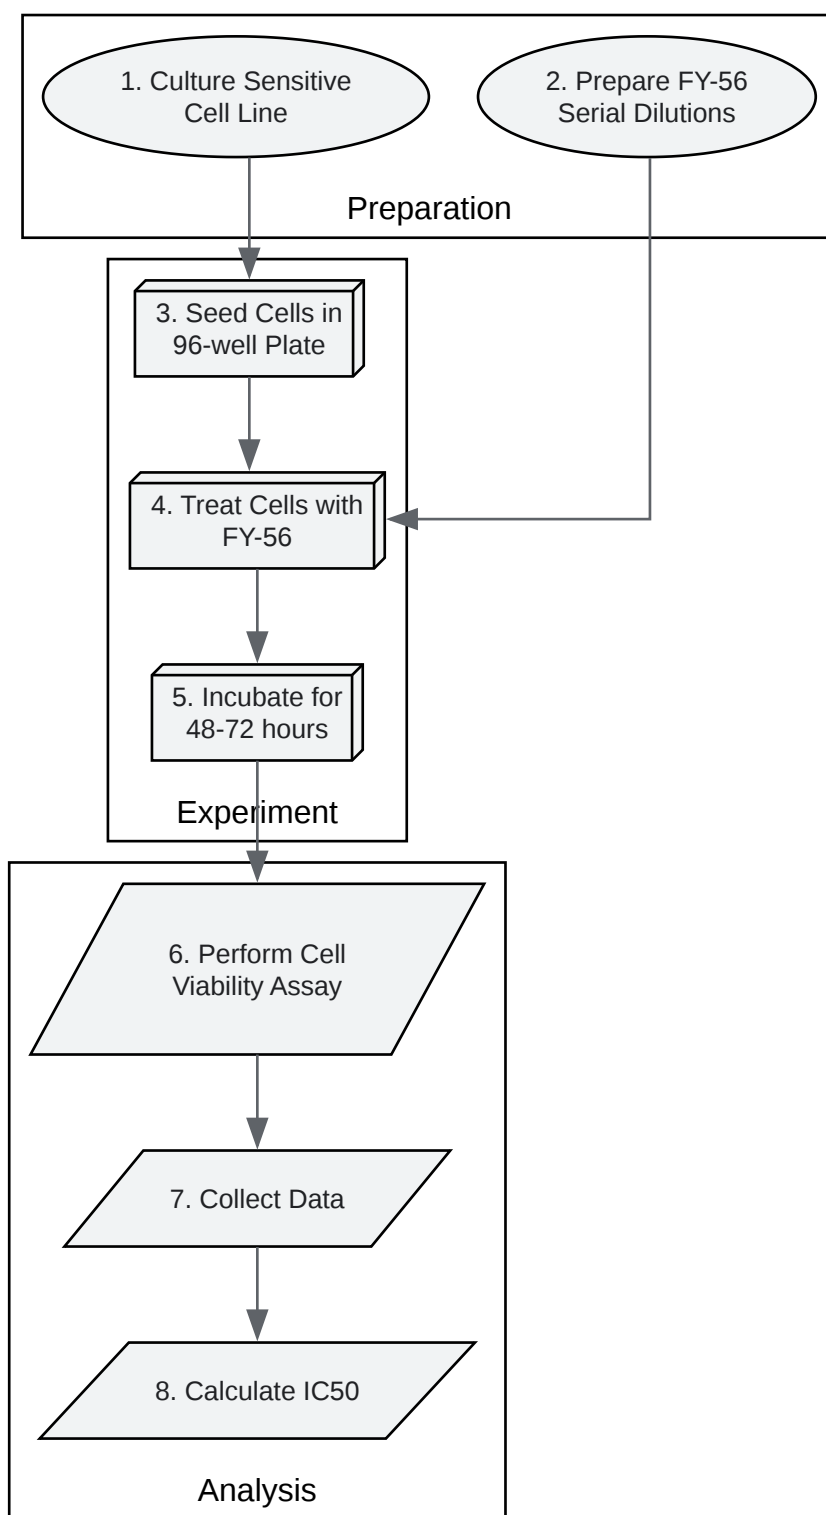 1. Culture Sensitive
Cell Line
2. Prepare FY-56
Serial Dilutions
Preparation
3. Seed Cells in
96-well Plate
4. Treat Cells with
FY-56
5. Incubate for
48-72 hours
Experiment
6. Perform Cell
Viability Assay
7. Collect Data
8. Calculate IC50
Analysis